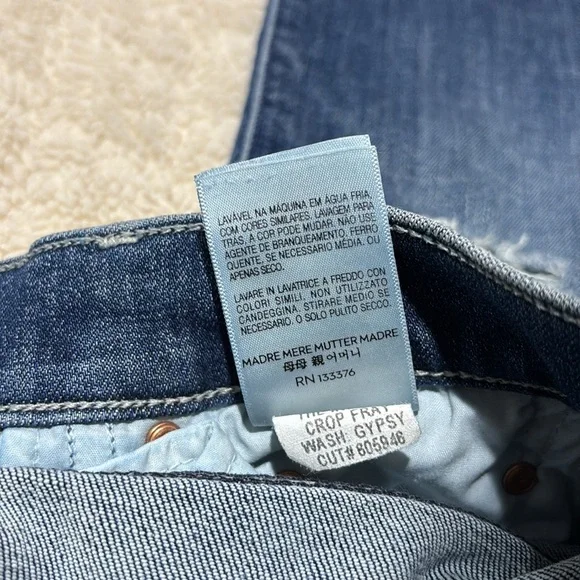 LAVÁVEL NA MÁQUINA EM ÁGUA FRIA,
COM CORES SIMILARES. LAVAGEM PARA
TRÁS, A COR PODE MUDAR. NÃO USE
AGENTE DE BRANQUEAMENTO. FERRO
QUENTE, SE NECESSÁRIO MÉDIA. OU
APENAS SECO.
LAVARE IN LAVATRICE A FREDDO CON
COLORI SIMILI, NON UTILIZZATO
CANDEGGINA. STIRARE MEDIO SE
NECESSARIO. O SOLO PULITO SECCO.
MADRE MERE MUTTER MADRE
母母 親 어머니
RN 133376
CROP FRAY
WASH: GYPSY
CUT# 805946